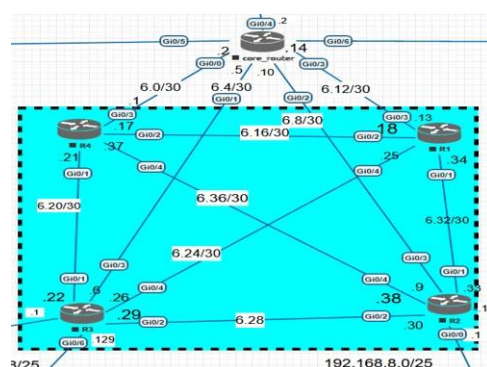 Gi0/4 .2
Gi0/5
Gi0/6
.2
.14
core_router
Gi0/0
.5
.10
Gi0/3
6.0/30
6.4/30
6.12/30
Gi0/1
Gi0/2
.1
6.8/30
Gi0/3
.13
Gi0/3
.17
Gi0/2
6.16/30
Gi0/2
18
R4
R1
.21
.37
.25
.34
Gi0/1
Gi0/4
Gi0/4
Gi0/1
6.20/30
6.36/30
6.32/30
6.24/30
Gi0/3
Gi0/3
Gi0/1
Gi0/4
Gi0/4
Gi0/1
.22
.6
.26
.38
.9
.1
.29
R3
Gi0/2
6.28
Gi0/2
.30
R2
Gi0/6
.129
Gi0/0
.1
8/25
192.168.8.0/25